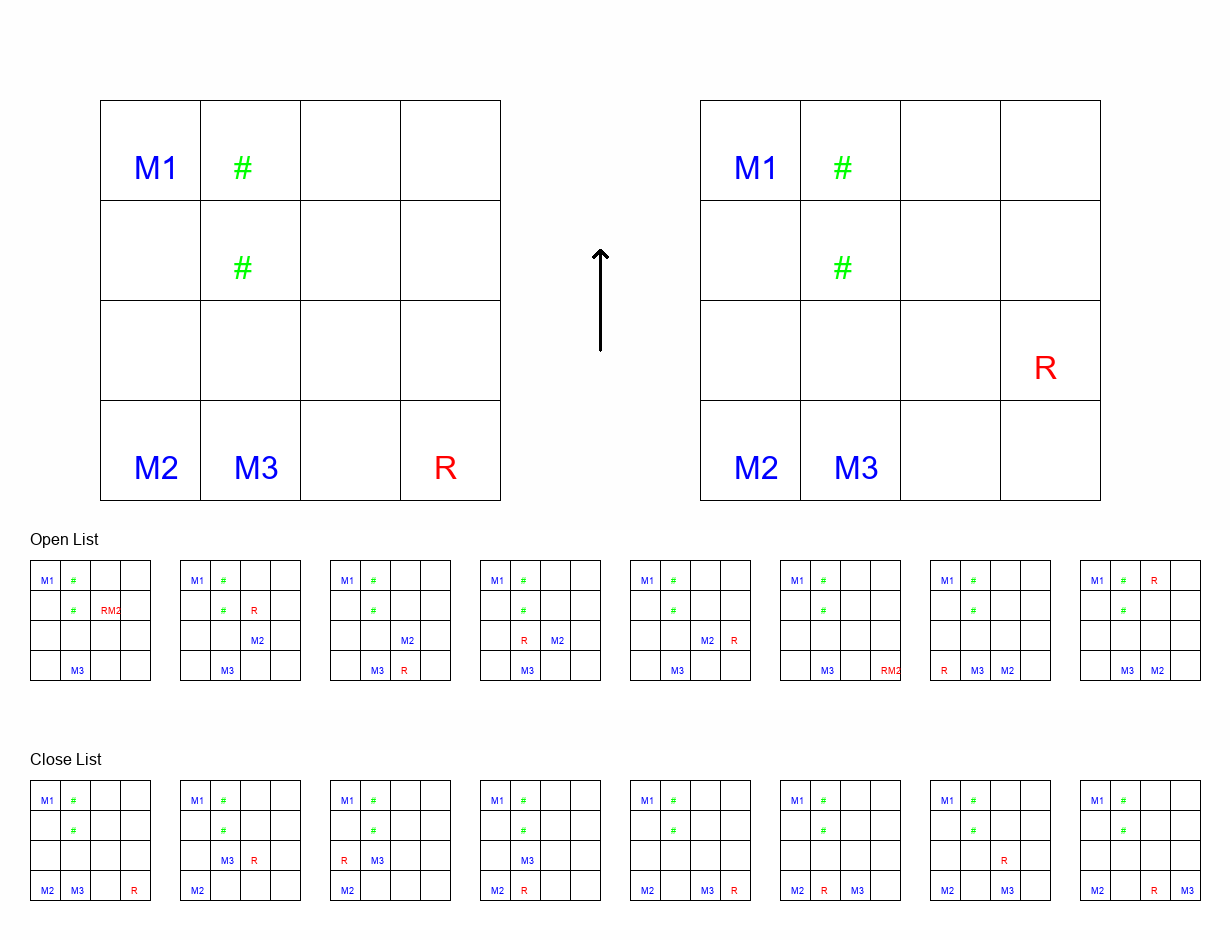 M1 # M1 #
# #
R
M2 M3 R M2 M3
Open List
M1 # M1 # M1 # M1 # M1 # M1 # M1 # M1 # R
# RM2 # R # # # # # #
M2 M2 R M2 M2 R
M3 M3 M3 R M3 M3 M3 RM2 R M3 M2 M3 M2
Close List
M1 # M1 # M1 # M1 # M1 # M1 # M1 # M1 #
# # # # # # # #
M3 R R M3 M3 R
M2 M3 R M2 M2 M2 R M2 M3 R M2 R M3 M2 M3 M2 R M3